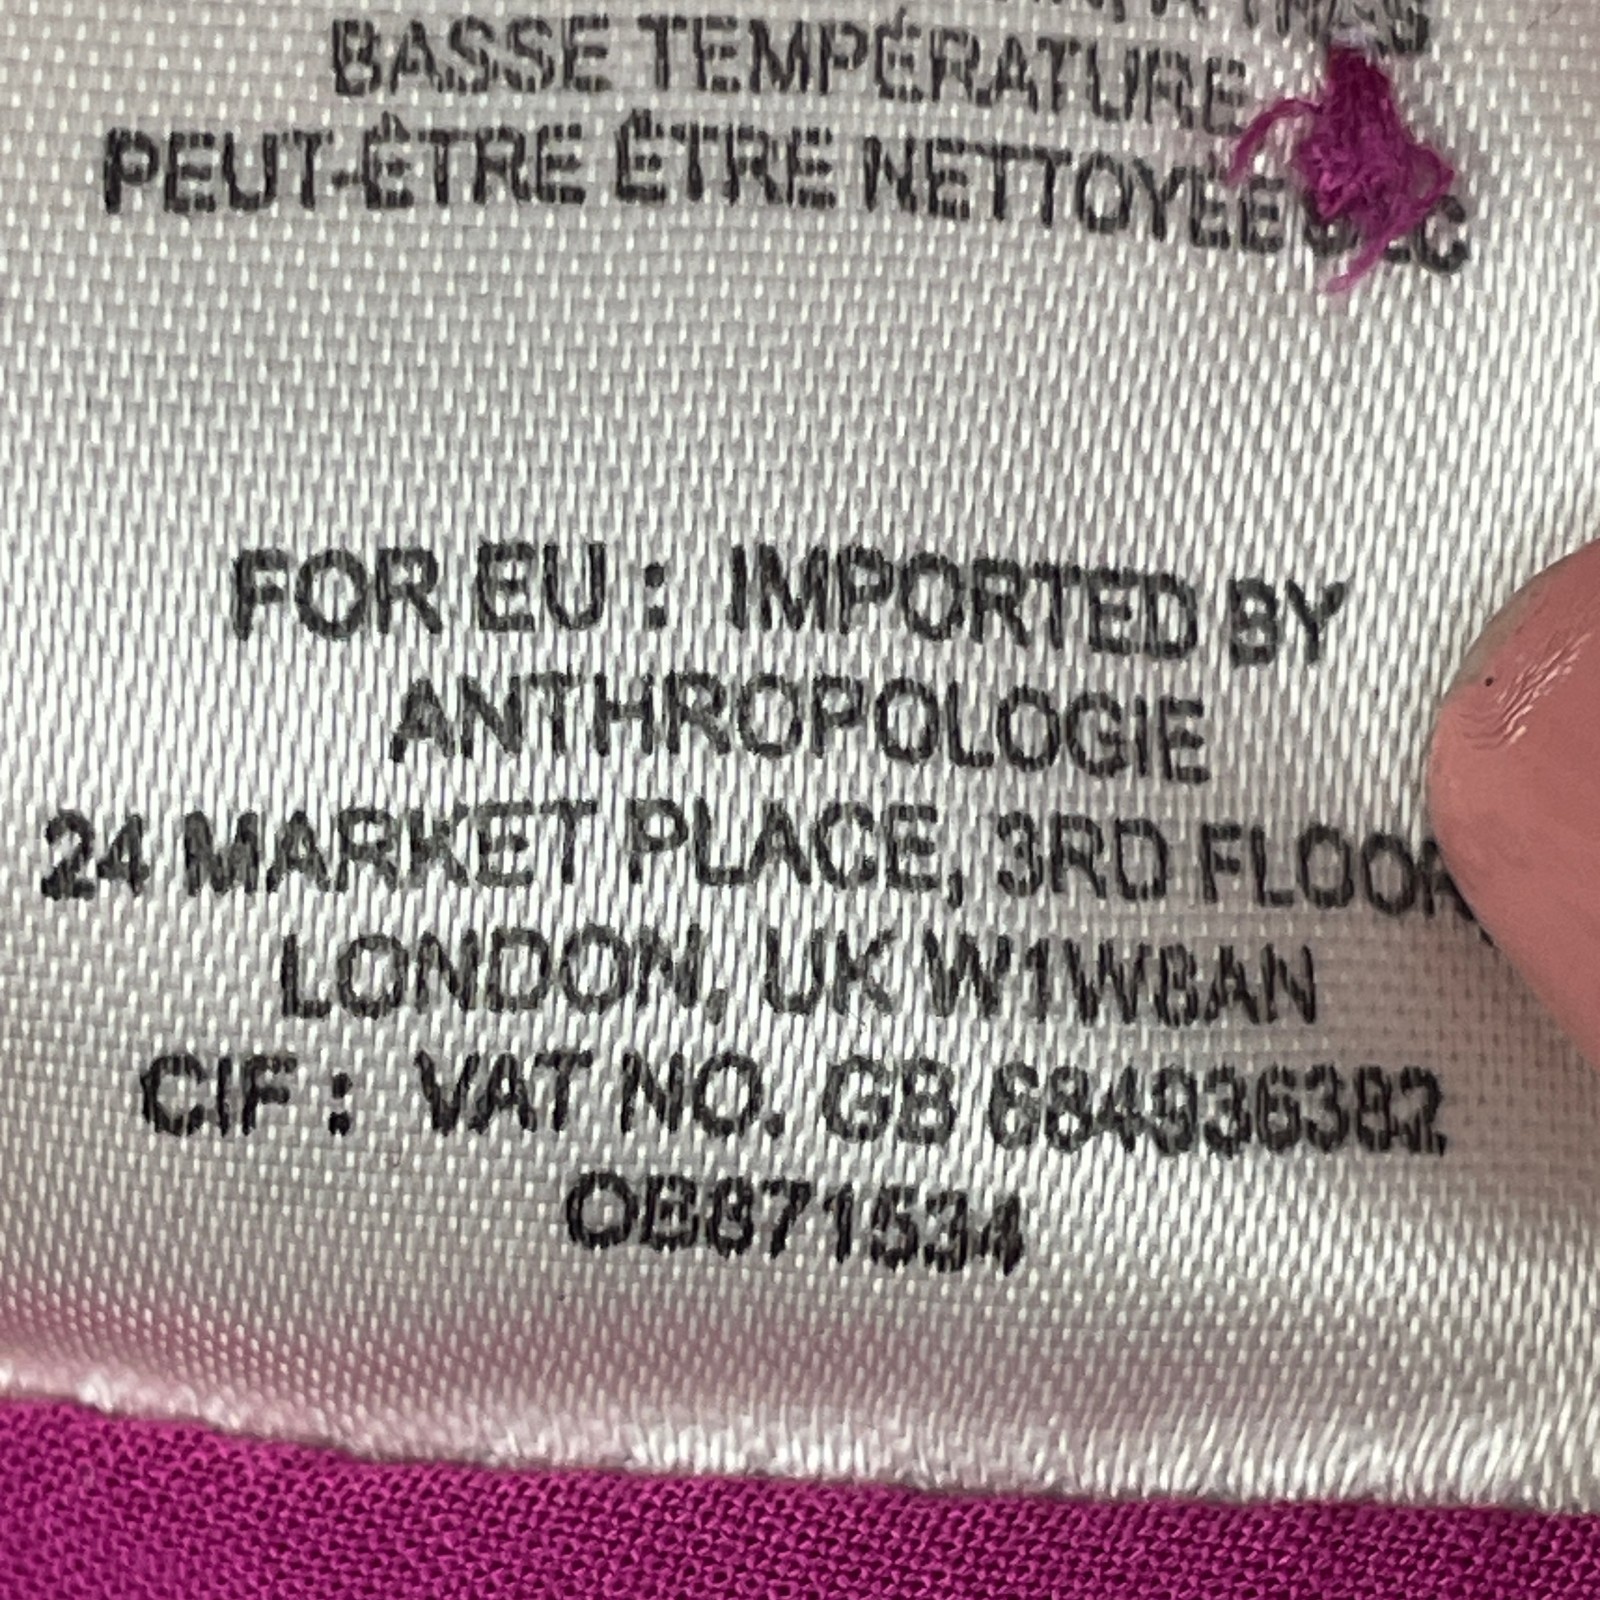 BASSE TEMPÉRATURE
PEUT-ÊTRE ÊTRE NETTOYÉE
FOR EU : IMPORTED BY
ANTHROPOLOGIE
24 MARKET PLACE, 3RD FLOOR
LONDON, UK W1W8AN
CIF : VAT NO. GB 684936382
OB871534